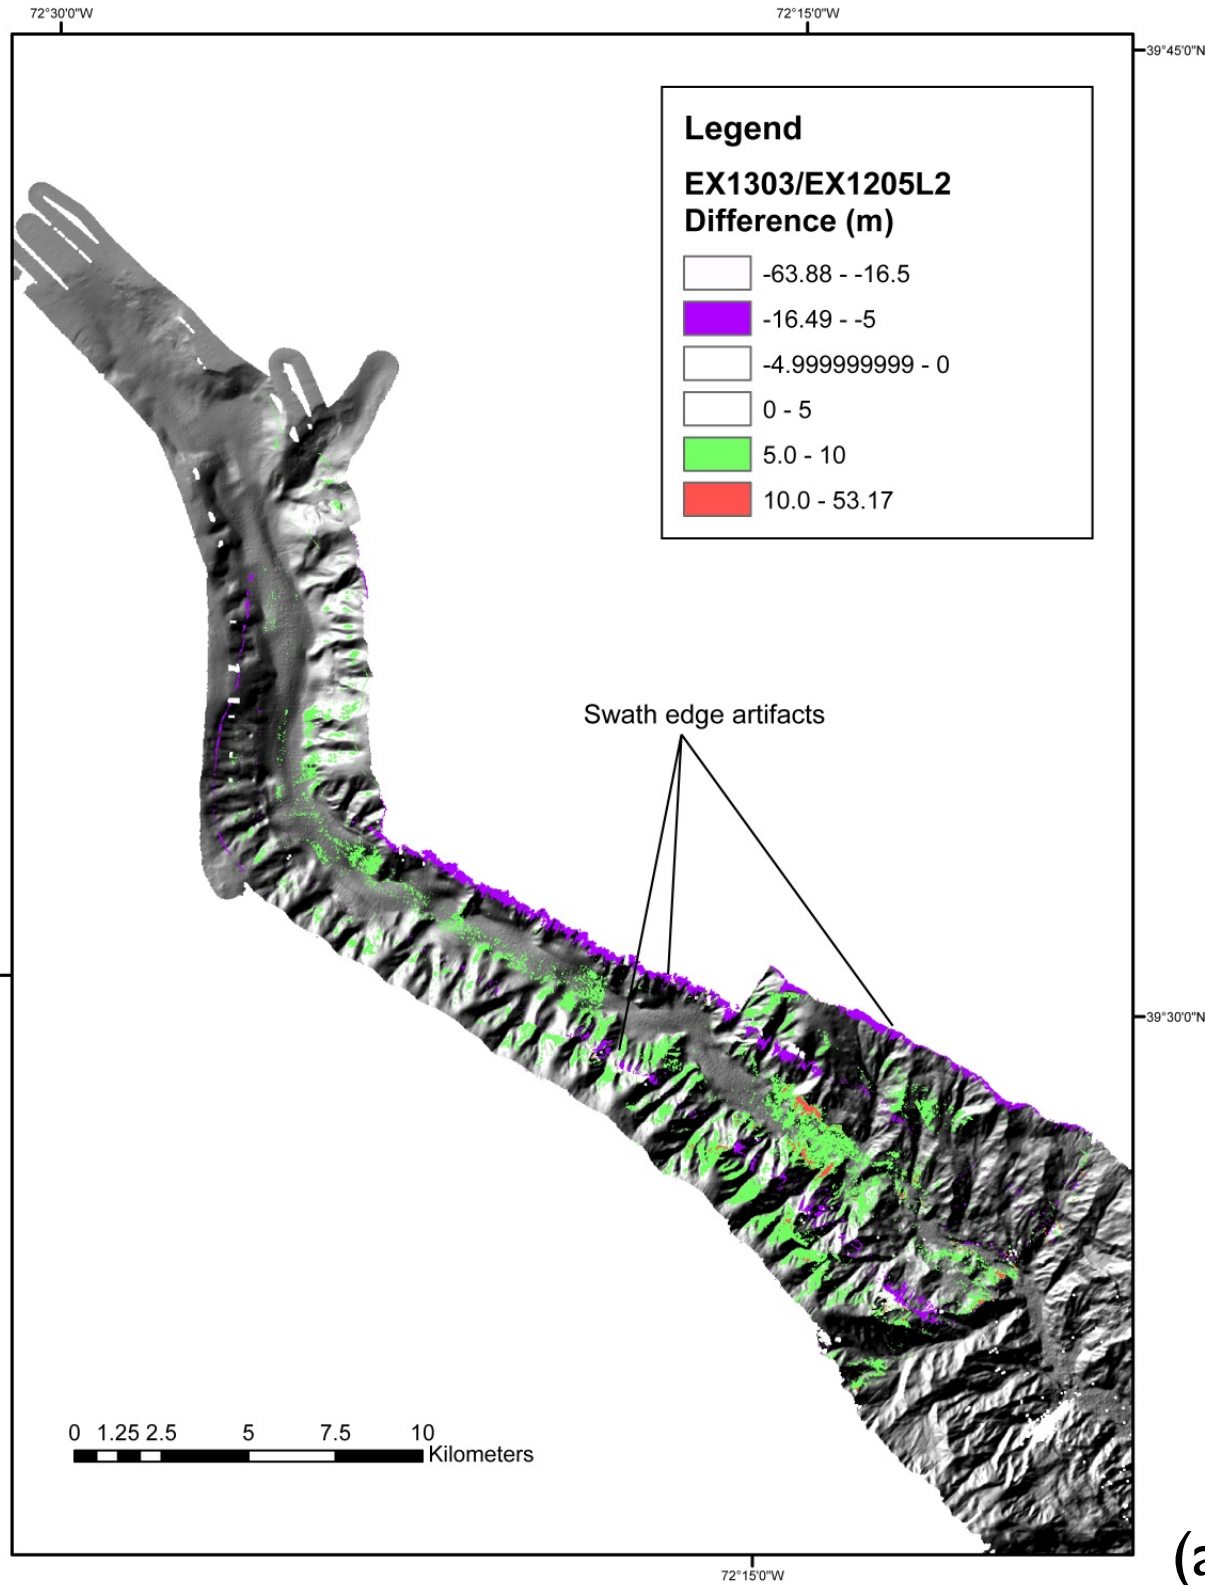 72°30'0"W
72°15'0"W
39°45'0"N
Legend
EX1303/EX1205L2
Difference (m)
-63.88 - -16.5
-16.49 - -5
-4.999999999 - 0
0 - 5
5.0 - 10
10.0 - 53.17
Swath edge artifacts
39°30'0"N
0 1.25 2.5 5 7.5 10
Kilometers
72°15'0"W
(a